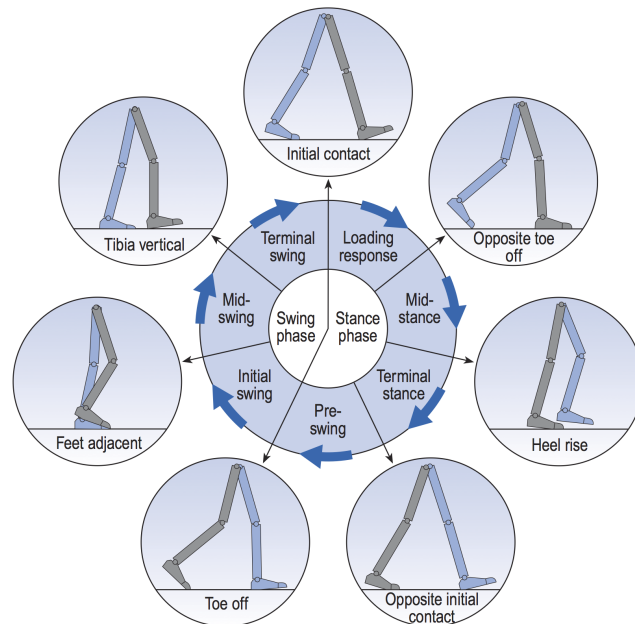 Initial contact
Tibia vertical
Opposite toe
off
Terminal
swing
Loading
response
Mid-
swing
Swing
phase
Stance
phase
Mid-
stance
Initial
swing
Terminal
stance
Pre-
swing
Feet adjacent
Heel rise
Toe off
Opposite initial
contact